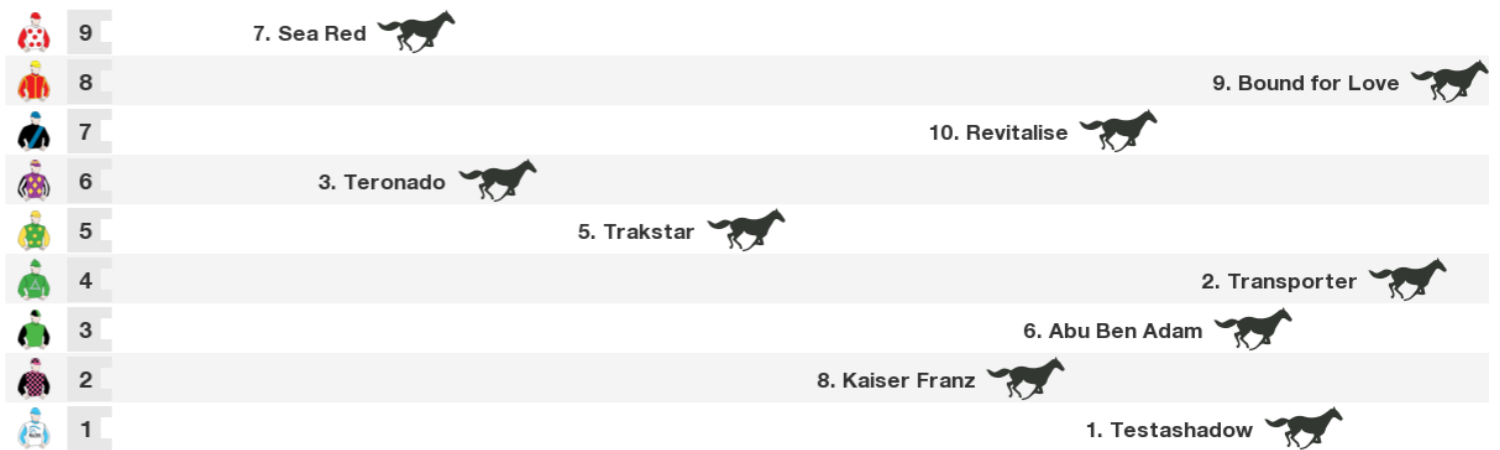 9 7. Sea Red
8 9. Bound for Love
7 10. Revitalise
6 3. Teronado
5 5. Trakstar
4 2. Transporter
3 6. Abu Ben Adam
2 8. Kaiser Franz
1 1. Testashadow